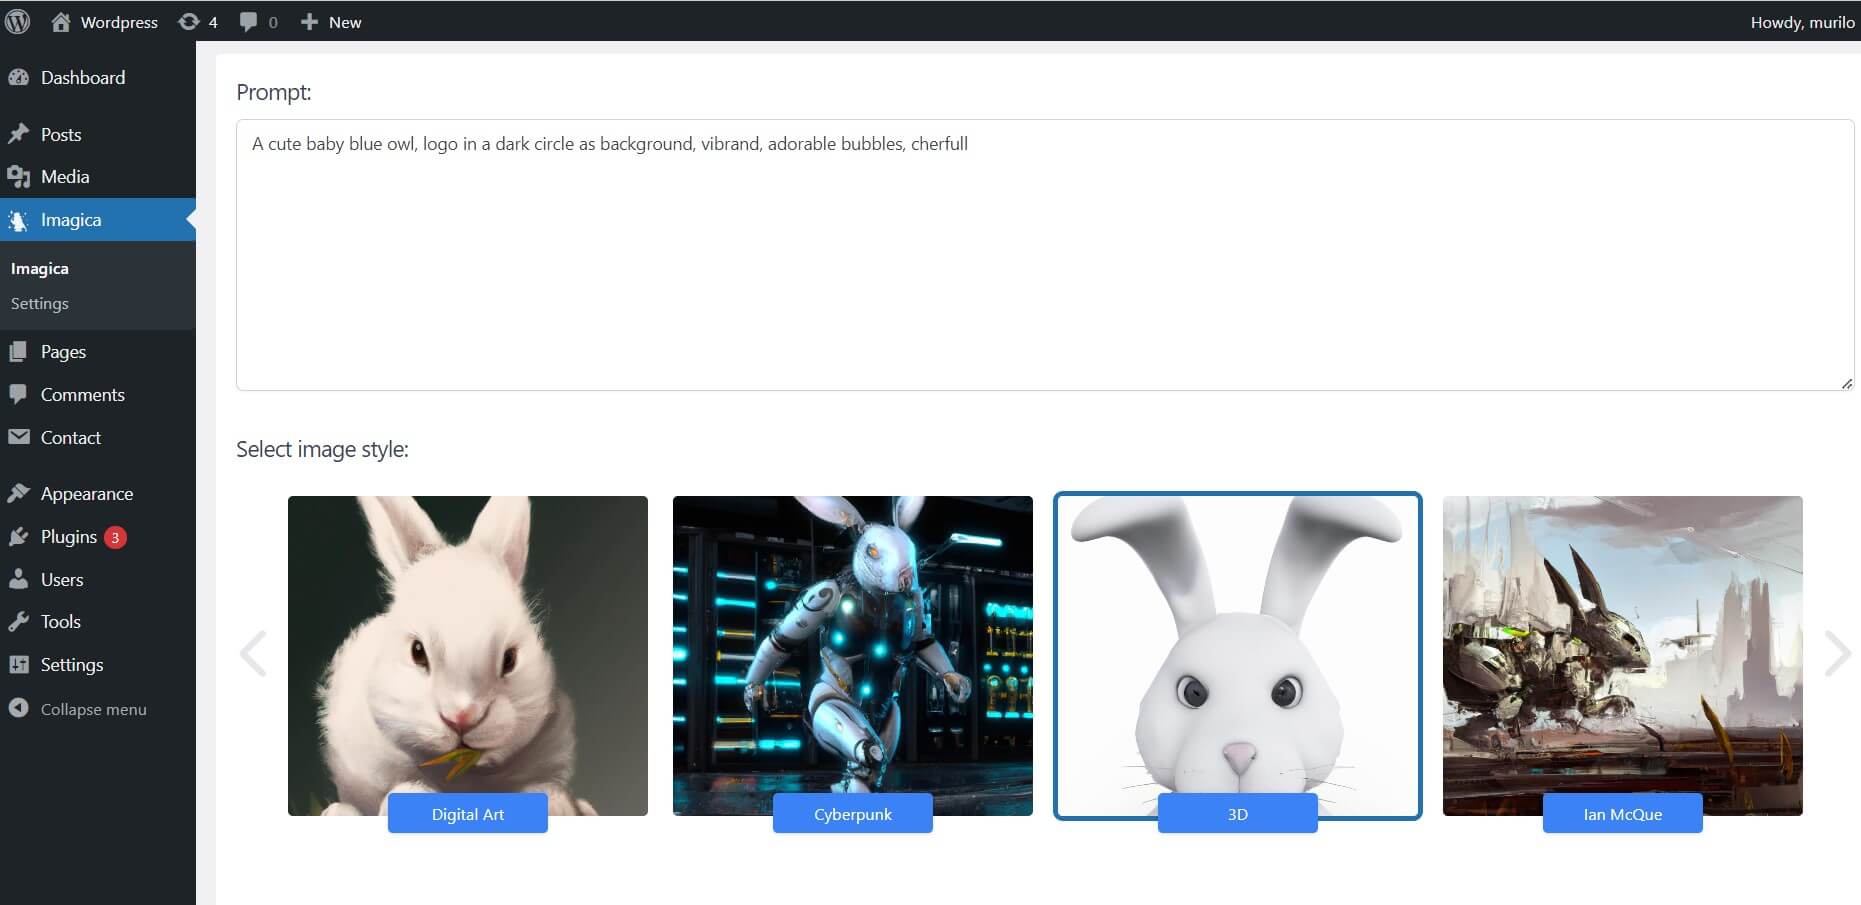 Wordpress 4 0 New Howdy, murilo
Dashboard
Posts
Media
Imagica
Imagica
Settings
Pages
Comments
Contact
Appearance
Plugins 3
Users
Tools
Settings
Collapse menu
Prompt:
A cute baby blue owl, logo in a dark circle as background, vibrand, adorable bubbles, cherfull
Select image style:
Digital Art
Cyberpunk
3D
Ian McQue